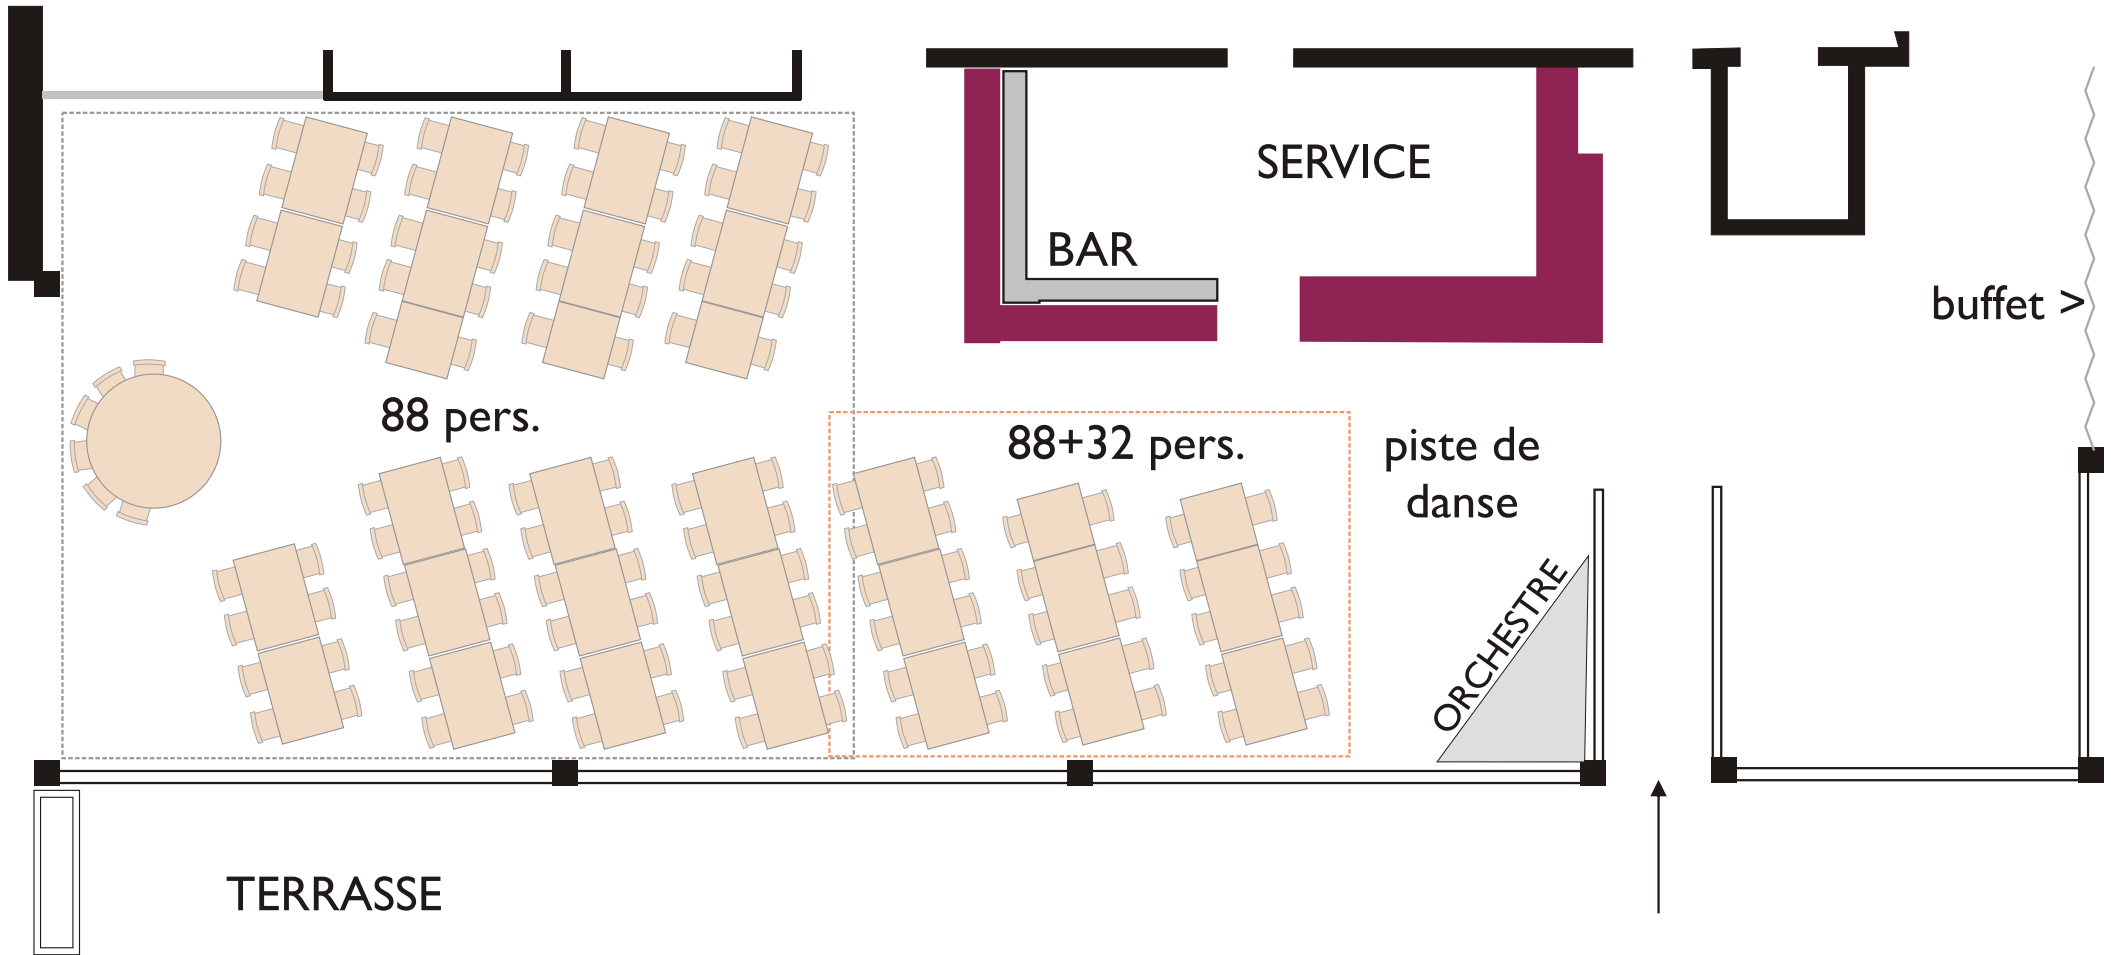 SERVICE
BAR
buffet >
88 pers.
88+32 pers.
piste de
danse
ORCHESTRE
TERRASSE